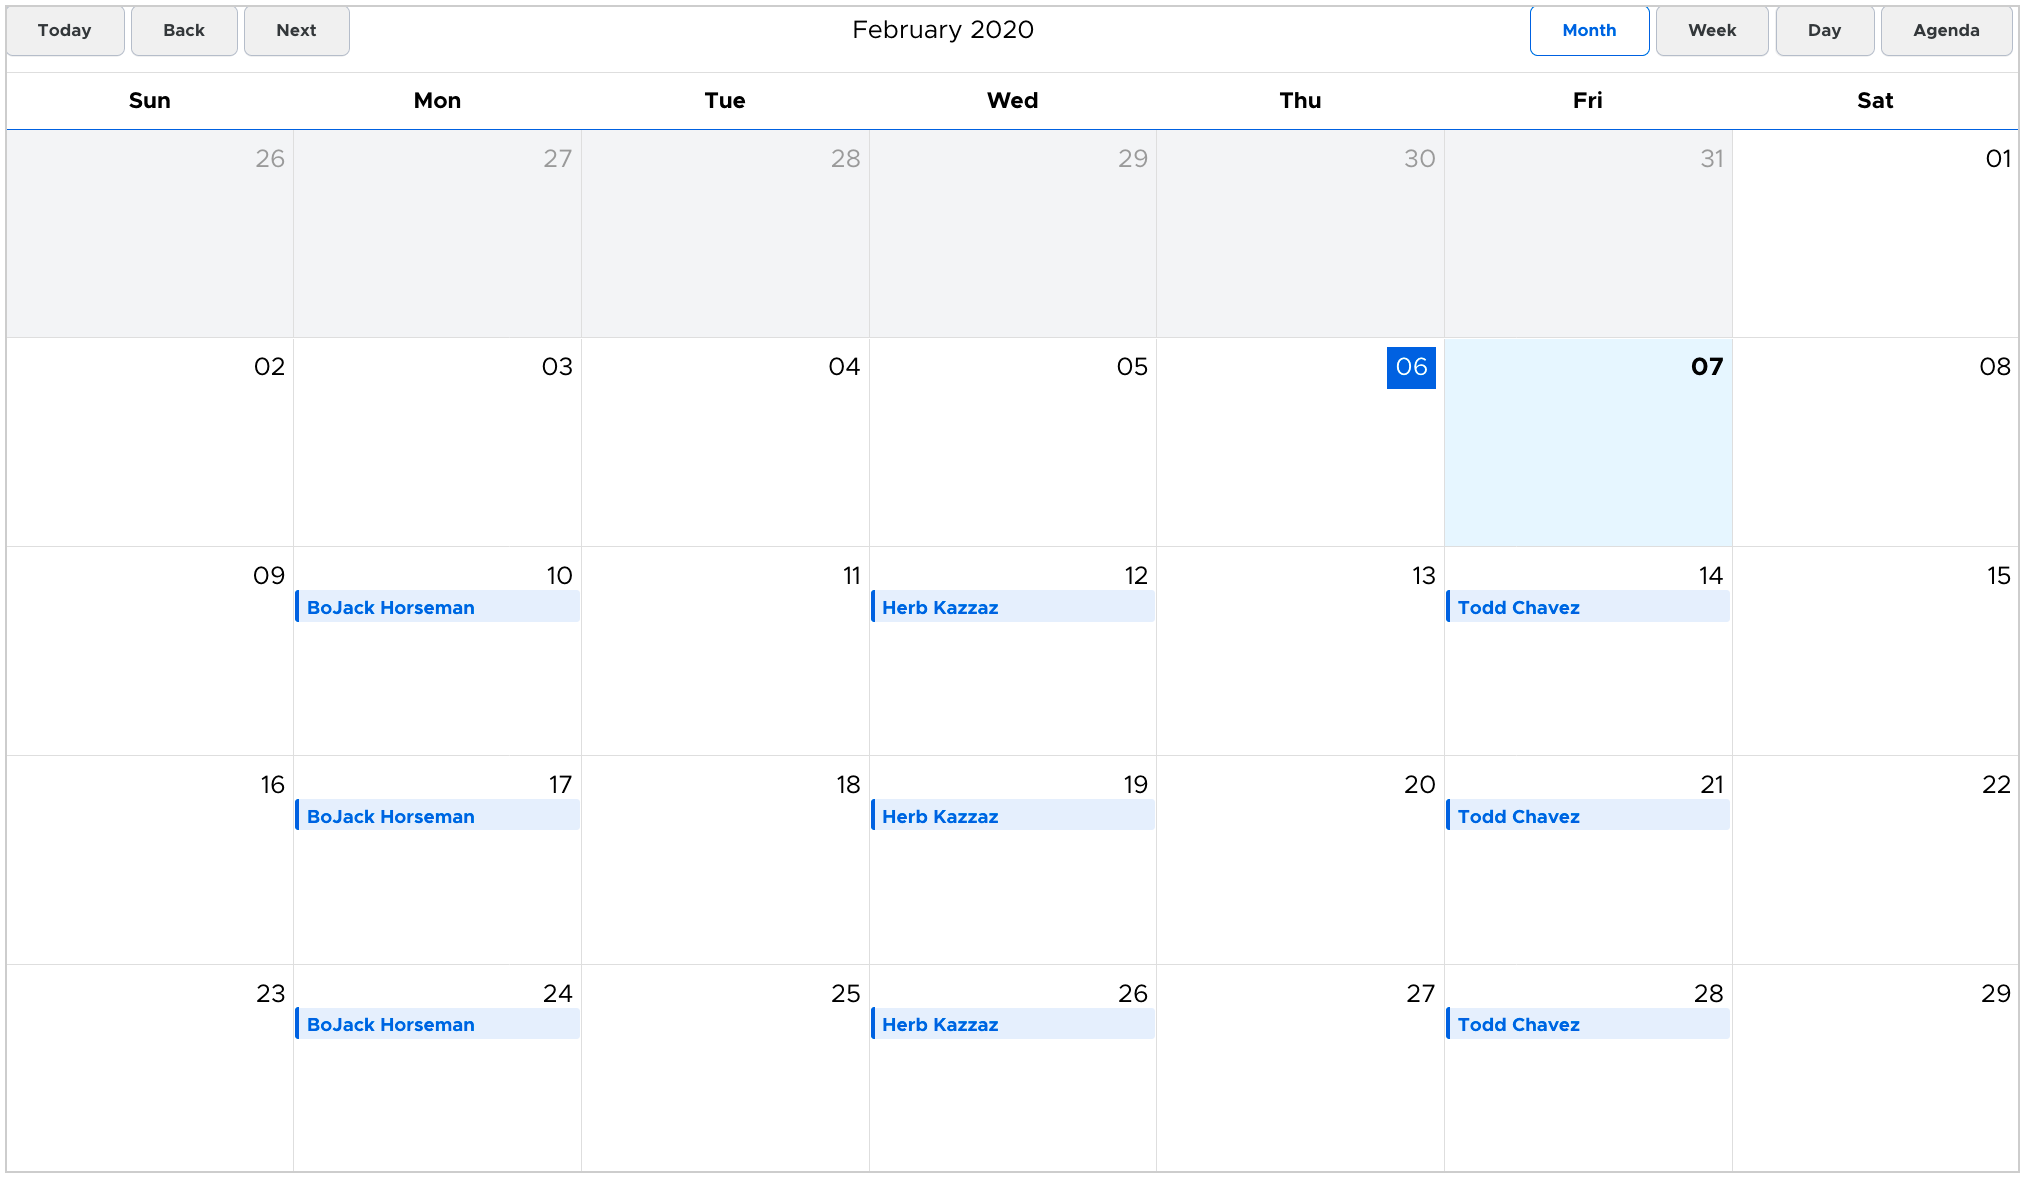 Today Back Next February 2020 Month Week Day Agenda
Sun Mon Tue Wed Thu Fri Sat
26 27 28 29 30 31 01
02 03 04 05 06 07 08
09 10 11 12 13 14 15
BoJack Horseman Herb Kazzaz Todd Chavez
16 17 18 19 20 21 22
BoJack Horseman Herb Kazzaz Todd Chavez
23 24 25 26 27 28 29
BoJack Horseman Herb Kazzaz Todd Chavez